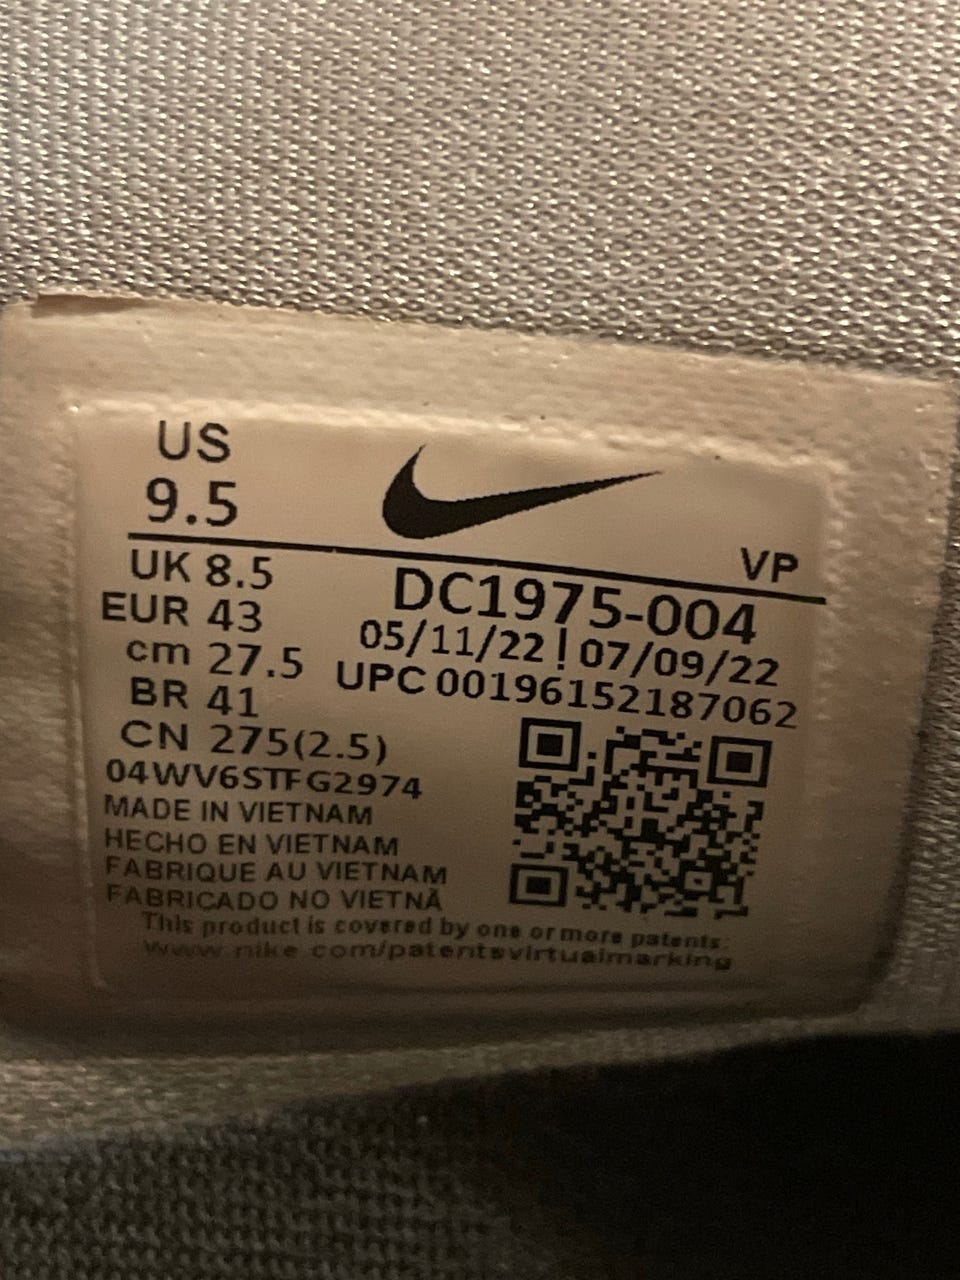 US
9.5
VP
UK 8.5
EUR 43
cm 27.5
BR 41
CN 275(2.5)
DC1975-004
05/11/22 ! 07/09/22
UPC 00196152187062
04WV6STFG2974
MADE IN VIETNAM
HECHO EN VIETNAM
FABRIQUE AU VIETNAM
FABRICADO NO VIETNÃ
This product is covered by one or more patents:
www.nike.com/patentsvirtualmarking